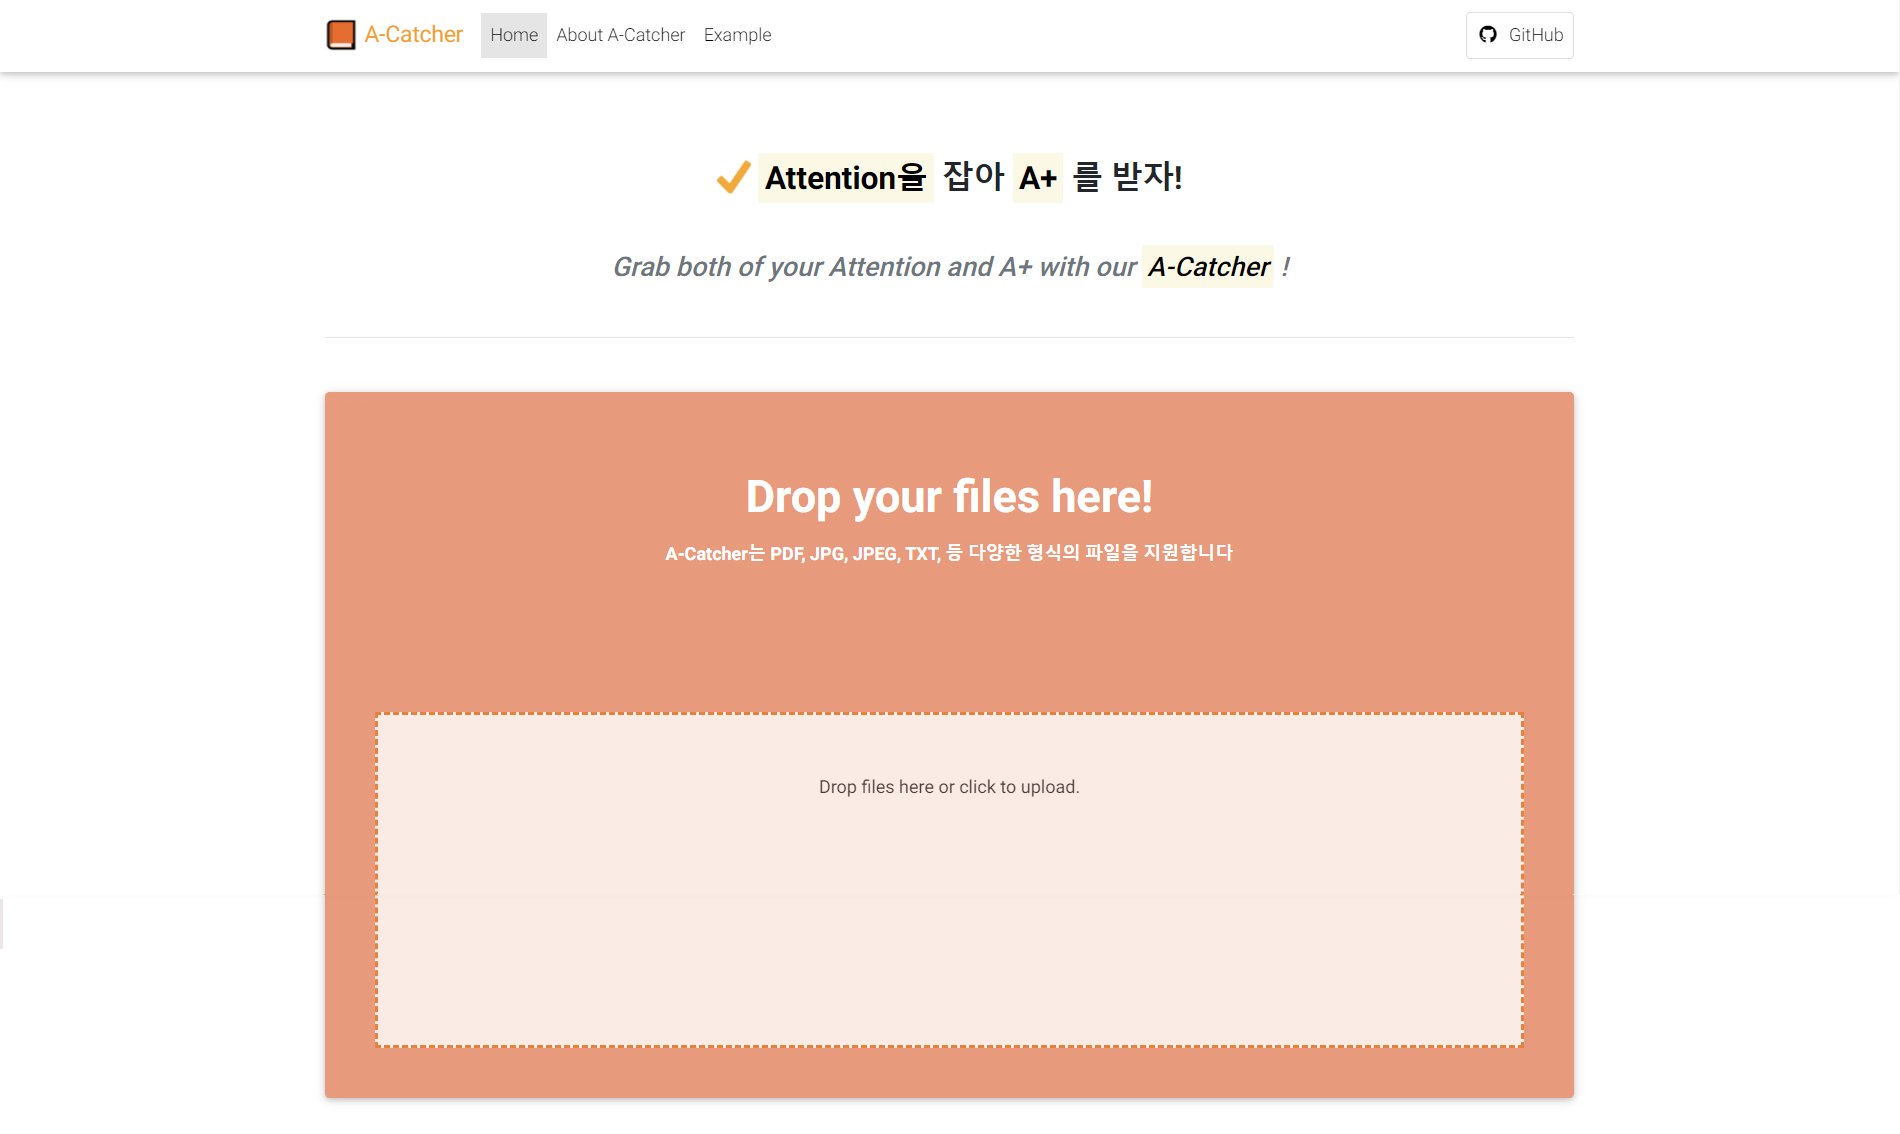 A-Catcher Home About A-Catcher Example GitHub
Attention을 잡아 A+ 를 받자!
Grab both of your Attention and A+ with our A-Catcher !
Drop your files here!
A-Catcher는 PDF, JPG, JPEG, TXT, 등 다양한 형식의 파일을 지원합니다
Drop files here or click to upload.